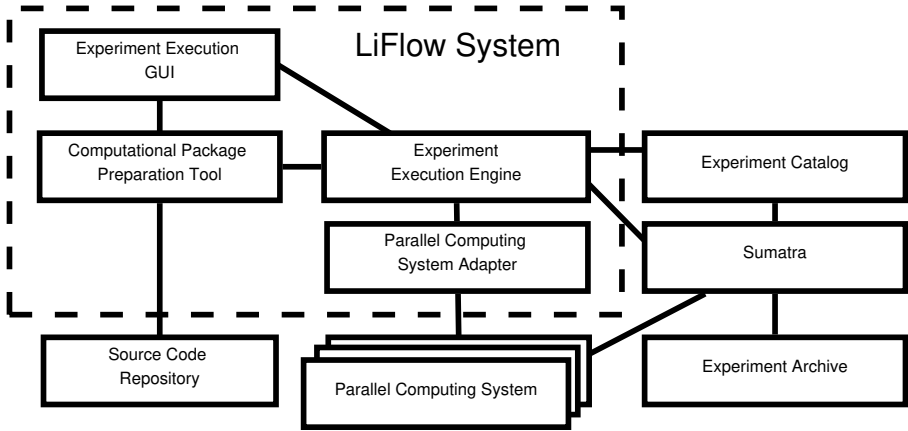 LiFlow System
Experiment Execution
GUI
Computational Package
Preparation Tool
Experiment
Execution Engine
Experiment Catalog
Parallel Computing
System Adapter
Sumatra
Source Code
Repository
Parallel Computing System
Experiment Archive